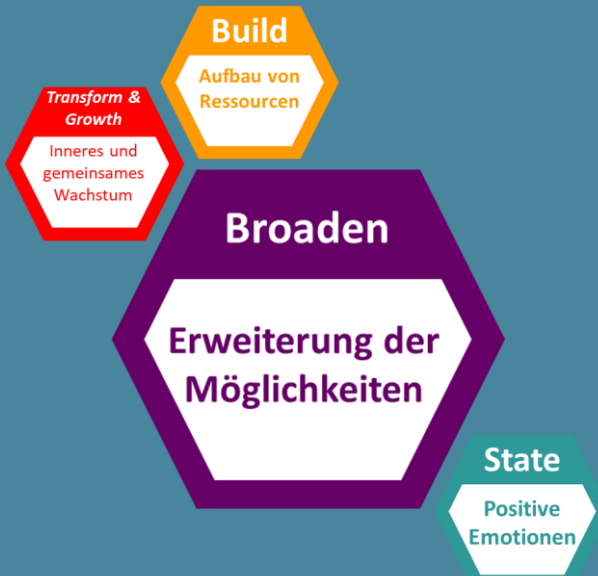 Build
Aufbau von
Ressourcen
Transform &
Growth
Inneres und
gemeinsames
Wachstum
Broaden
Erweiterung der
Möglichkeiten
State
Positive
Emotionen